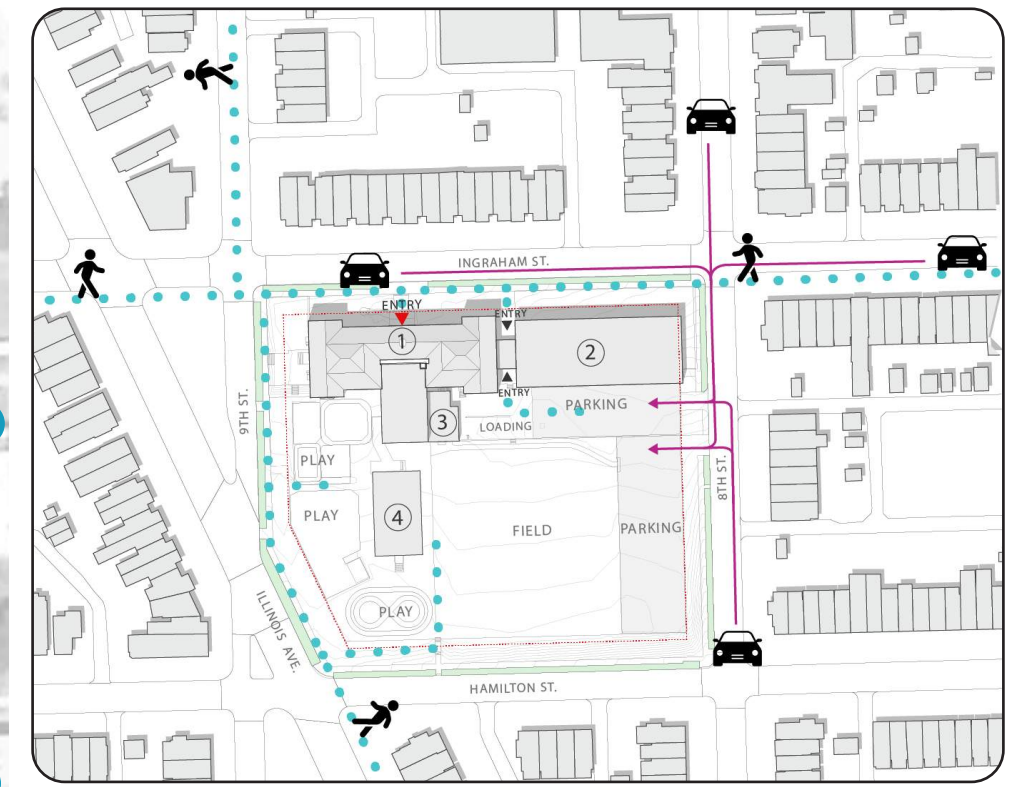 INGRAHAM ST.
ENTRY
ENTRY
1
2
ENTRY
PARKING
3
LOADING
9TH ST.
PLAY
8TH ST.
PLAY
4
FIELD
PARKING
PLAY
ILLINOIS AVE.
HAMILTON ST.